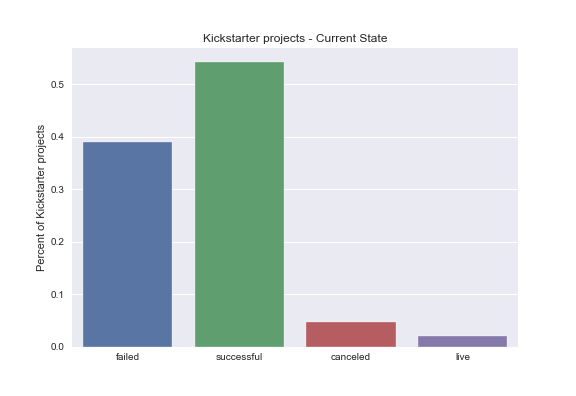 Kickstarter projects - Current State
Percent of Kickstarter projects
0.5
0.4
0.3
0.2
0.1
0.0
failed successful canceled live